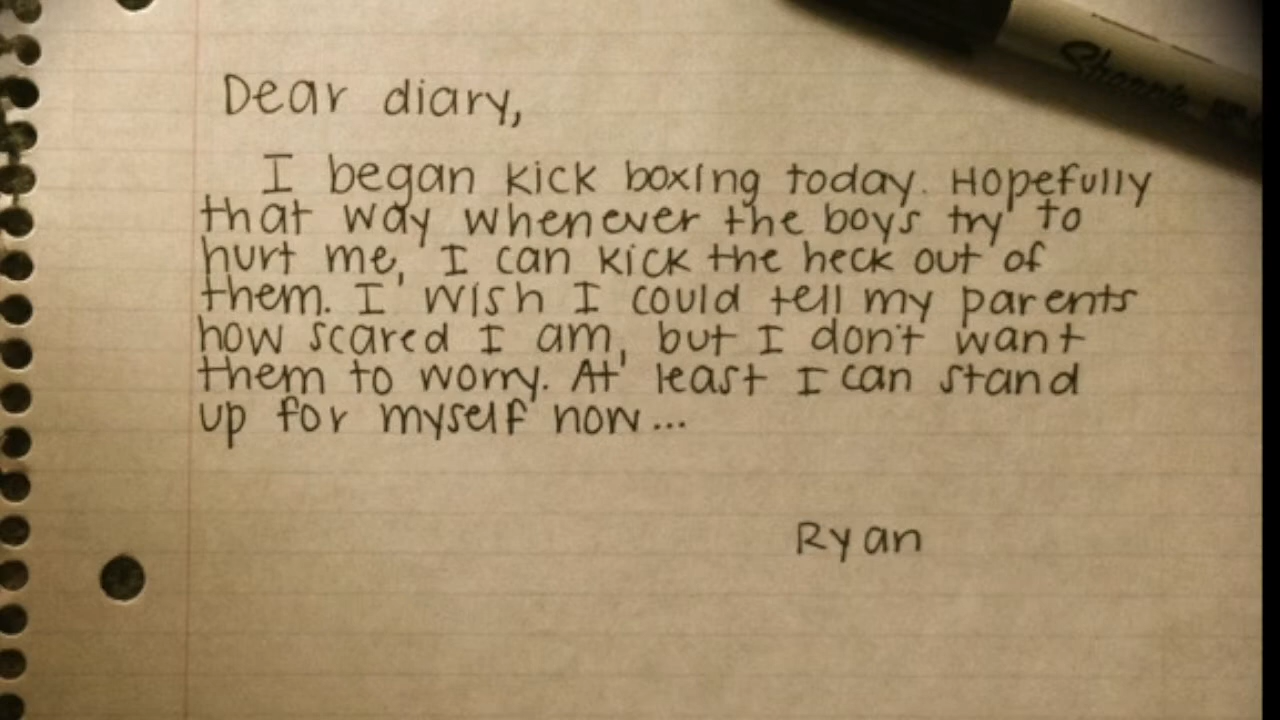 Dear diary,
I began kick boxing today. Hopefully
that way whenever the boys try to
hurt me, I can kick the heck out of
them. I wish I could tell my parents
how scared I am, but I don't want
them to worry. At least I can stand
up for myself now...
Ryan
Sharpie